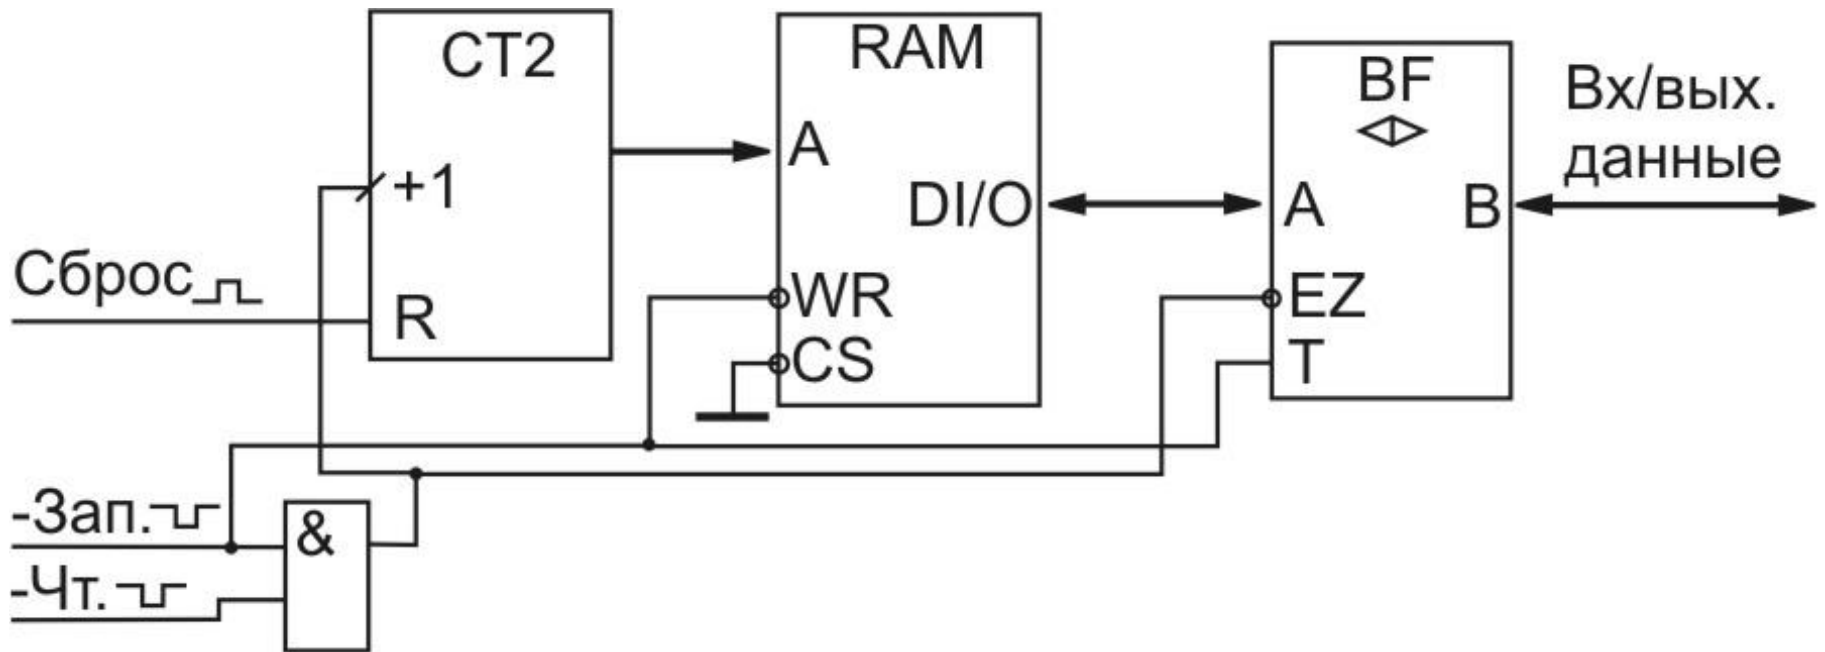 CT2
+1
R
RAM
A
DI/O
WR
CS
BF
A
B
EZ
T
Вх/вых.
данные
Сброс
-Зап.
-Чт.
&